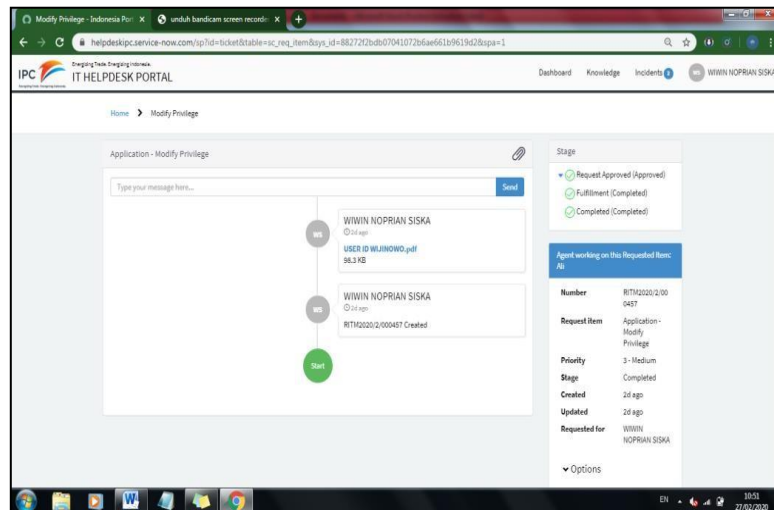 Modify Privilege - Indonesia Port
unduh bandicam screen recorde
helpdeskipc.service-now.com/sp?id=ticket&table=sc_req_item&sys_id=88272f2bdb07041072b6ae661b9619d2&spa=1
IPC
Energizing Trade. Energizing Indonesia.
IT HELPDESK PORTAL
Dashboard Knowledge Incidents
WS WIWIN NOPRIAN SISKA
Home > Modify Privilege
Application - Modify Privilege
Type your message here...
Send
WS
WIWIN NOPRIAN SISKA
2d ago
USER ID WIJINOWO.pdf
98.3 KB
WS
WIWIN NOPRIAN SISKA
2d ago
RITM2020/2/000457 Created
Start
Stage
Request Approved (Approved)
Fulfillment (Completed)
Completed (Completed)
Agent working on this Requested Item:
Ali
Number RITM2020/2/00
0457
Request item Application -
Modify
Privilege
Priority 3 - Medium
Stage Completed
Created 2d ago
Updated 2d ago
Requested for WIWIN
NOPRIAN SISKA
Options
EN
10:51
27/02/2020